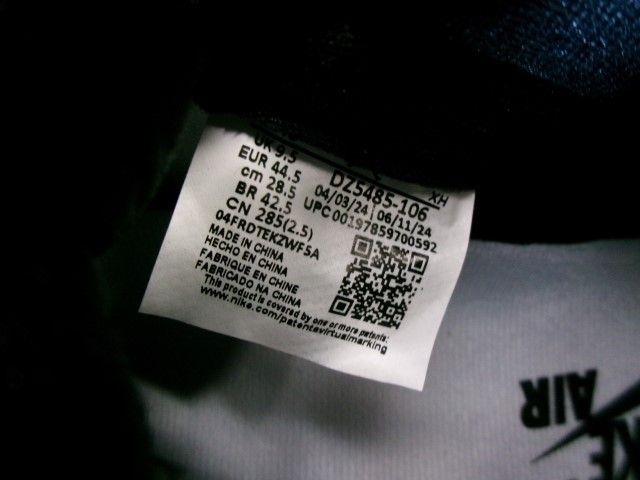 UK 9.5
EUR 44.5
cm 28.5
BR 42.5
CN 285(2.5)
04FRDTEKZWF5A
MADE IN CHINA
HECHO EN CHINA
FABRIQUE EN CHINE
FABRICADO NA CHINA
This product is covered by one or more patents:
www.nike.com/patentavirtualmarking
XH
DZ5485-106
04/03/24 06/11/24
UPC 00197859700592
AIR